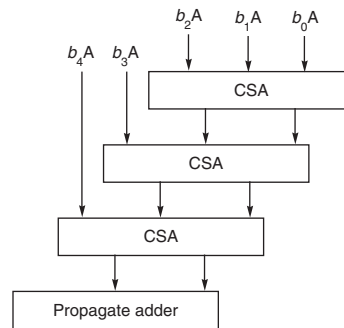 b₂A b₁A b₀A
b₄A b₃A
CSA
CSA
CSA
Propagate adder